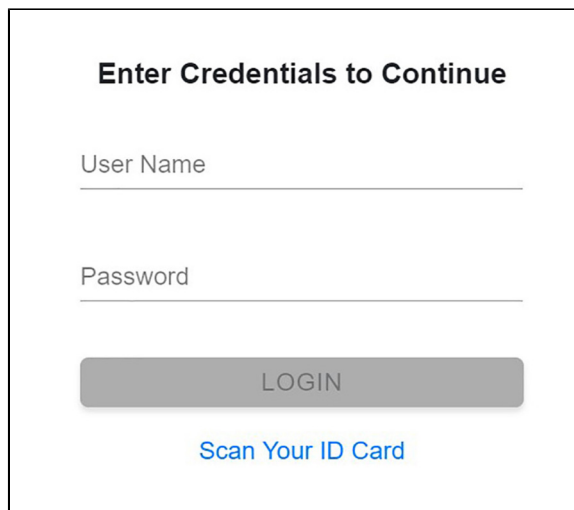 Enter Credentials to Continue
User Name
Password
LOGIN
Scan Your ID Card